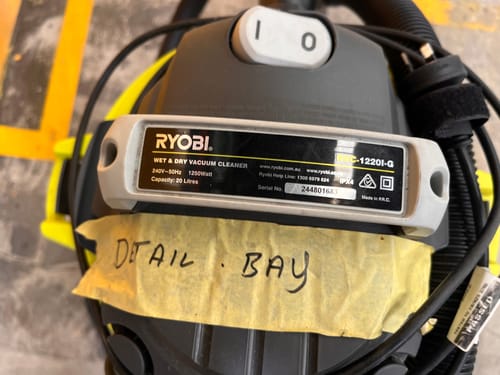 I O
RYOBI
WET & DRY VACUUM CLEANER
240V~50Hz 1250Watt
Capacity: 20 Litres
www.ryobi.com.au
Ryobi Help Line: 1300 5979 624
Serial No.
IPX4
Made in P.R.C.
DETAIL . BAY